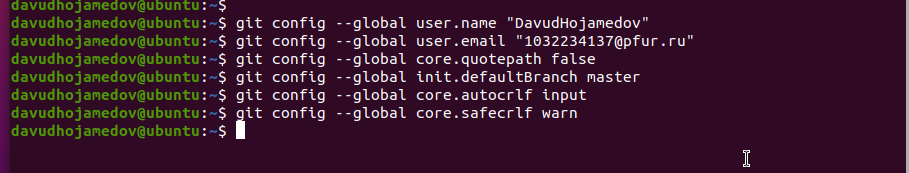 davudhojamedov@ubuntu:~$
davudhojamedov@ubuntu:~$ git config --global user.name "DavudHojamedov"
davudhojamedov@ubuntu:~$ git config --global user.email "1032234137@pfur.ru"
davudhojamedov@ubuntu:~$ git config --global core.quotepath false
davudhojamedov@ubuntu:~$ git config --global init.defaultBranch master
davudhojamedov@ubuntu:~$ git config --global core.autocrlf input
davudhojamedov@ubuntu:~$ git config --global core.safecrlf warn
davudhojamedov@ubuntu:~$